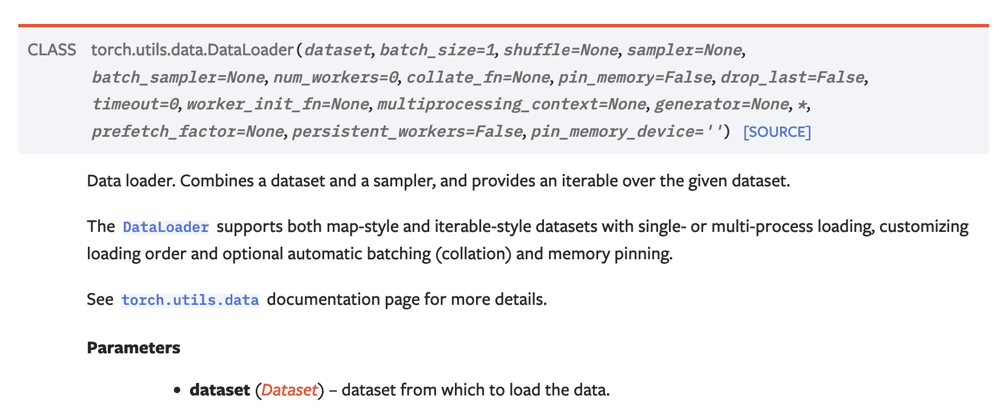 CLASS torch.utils.data.DataLoader(dataset, batch_size=1, shuffle=None, sampler=None,
batch_sampler=None, num_workers=0, collate_fn=None, pin_memory=False, drop_last=False,
timeout=0, worker_init_fn=None, multiprocessing_context=None, generator=None, *,
prefetch_factor=None, persistent_workers=False, pin_memory_device='') [SOURCE]
Data loader. Combines a dataset and a sampler, and provides an iterable over the given dataset.
The DataLoader supports both map-style and iterable-style datasets with single- or multi-process loading, customizing
loading order and optional automatic batching (collation) and memory pinning.
See torch.utils.data documentation page for more details.
Parameters
• dataset (Dataset) – dataset from which to load the data.